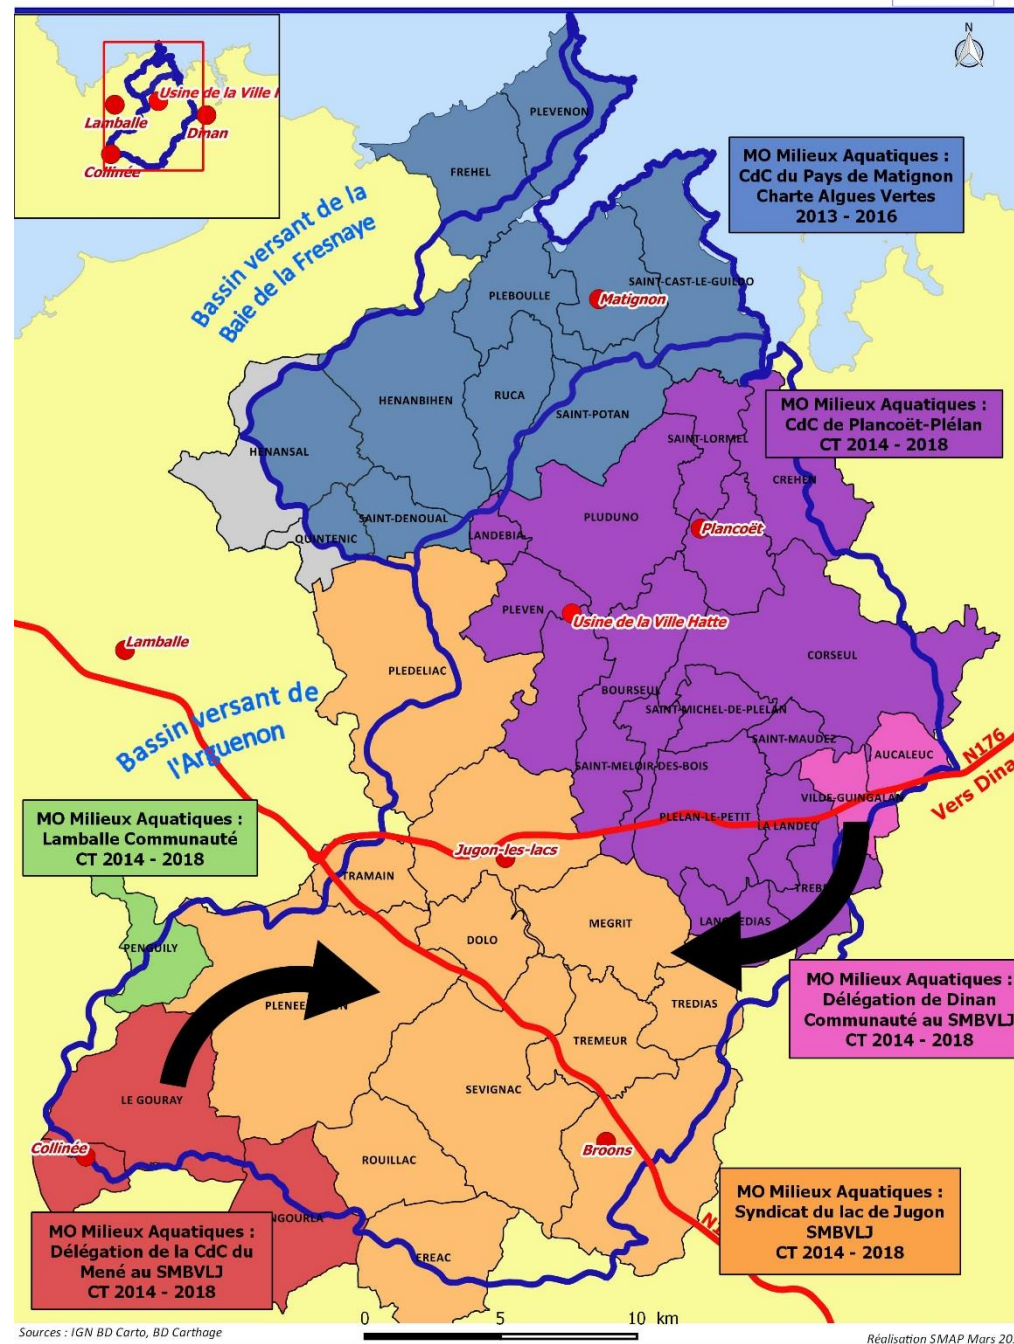 N
Usine de la Ville H
Lamballe
Dinan
Collinée
PLEVENON
FREHEL
MO Milieux Aquatiques :
CdC du Pays de Matignon
Charte Algues Vertes
2013 - 2016
Bassin versant de la
Baie de la Fresnaye
SAINT-CAST-LE-GUILDO
PLEBOULLE
Matignon
HENANBIHEN
RUCA
SAINT-POTAN
MO Milieux Aquatiques :
CdC de Plancoët-Plélan
CT 2014 - 2018
SAINT-LORMEL
HENANSAL
CREHEN
SAINT-DENOUAL
PLUDUNO
Plancoët
QUINTENIC
LANDEBIA
PLEVEN
Usine de la Ville Hatte
Lamballe
PLEDELIAC
CORSEUL
BOURSEUL
SAINT-MICHEL-DE-PLELAN
Bassin versant de
l'Arguenon
SAINT-MAUDEZ
AUCALEUC
N176
SAINT-MELOIR-DES-BOIS
VILDE-GUINGALAN
Vers Dinan
MO Milieux Aquatiques :
Lamballe Communauté
CT 2014 - 2018
PLELAN-LE-PETIT
LA LANDEC
Jugon-les-lacs
TRAMAIN
MEGRIT
DOLO
PENGUILY
MO Milieux Aquatiques :
Délégation de Dinan
Communauté au SMBVLJ
CT 2014 - 2018
TREDIAS
TREMEUR
SEVIGNAC
LE GOURAY
Collinée
Broons
ROUILLAC
MO Milieux Aquatiques :
Syndicat du lac de Jugon
SMBVLJ
CT 2014 - 2018
MO Milieux Aquatiques :
Délégation de la CdC du
Mené au SMBVLJ
CT 2014 - 2018
EREAC
0 5 10 km
Sources : IGN BD Carto, BD Carthage
Réalisation SMAP Mars 20